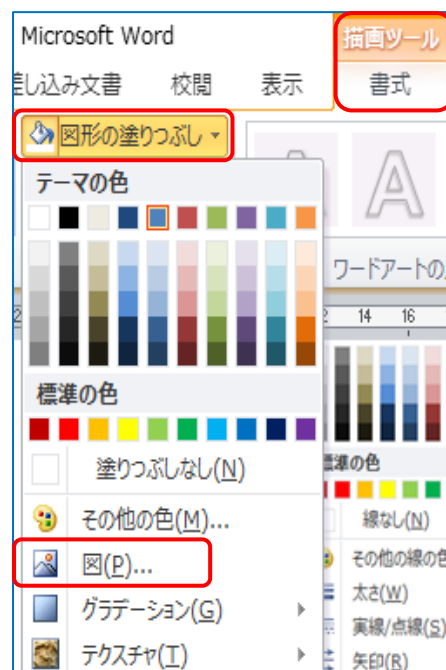 Microsoft Word
描画ツール
差し込み文書 校閲 表示 書式
図形の塗りつぶし
テーマの色
ワードアートの
12 14 16
標準の色
塗りつぶしなし(N)
その他の色(M)...
図(P)...
グラデーション(G)
テクスチャ(T)
標準の色
線なし(N)
その他の線の色
太さ(W)
実線/点線(S)
矢印(R)